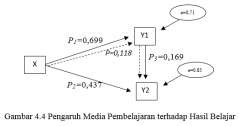 Y1
e=0,71
P₂=0,699
P=0,118
X
P₃=0,169
P₂=0,437
Y2
e=0.83
Gambar 4.4 Pengaruh Media Pembelajaran terhadap Hasil Belajar